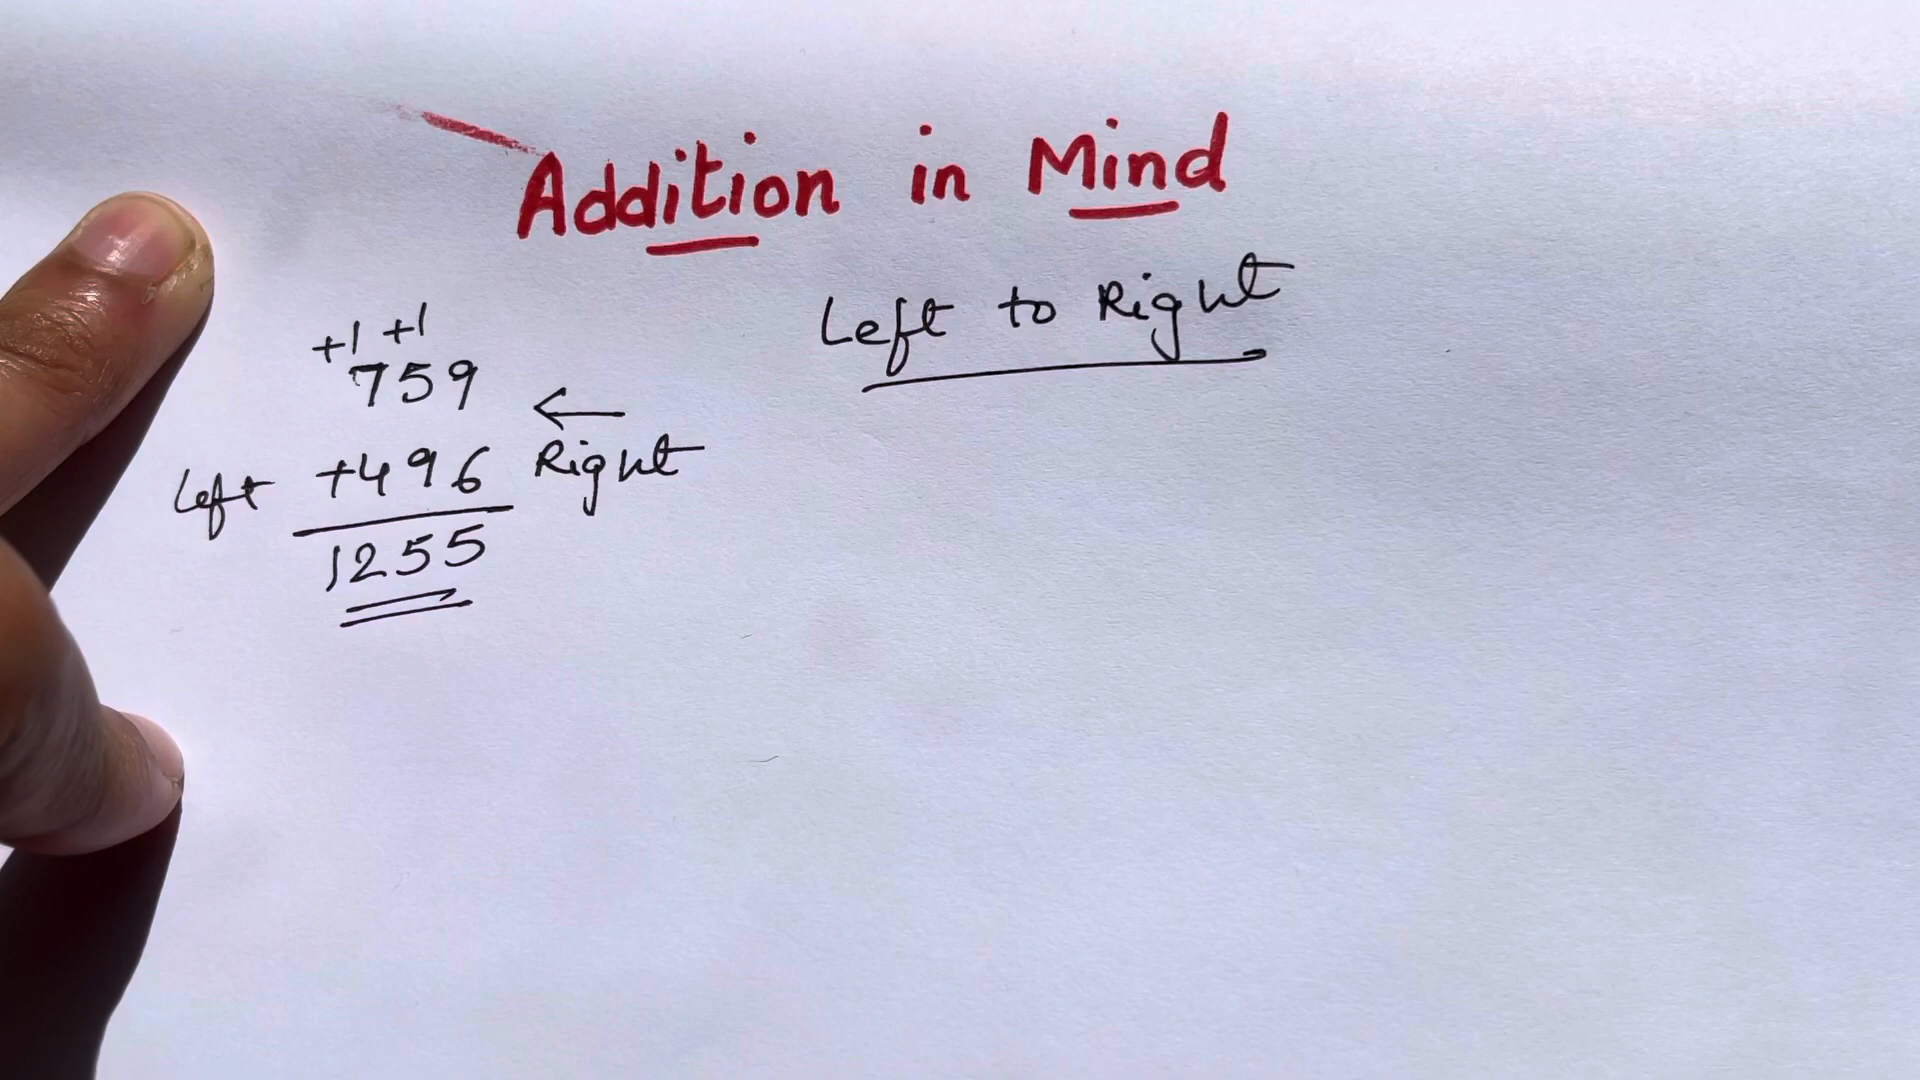 Addition in Mind
Left to Right
+1 +1
759
←
Left +496 Right
1255